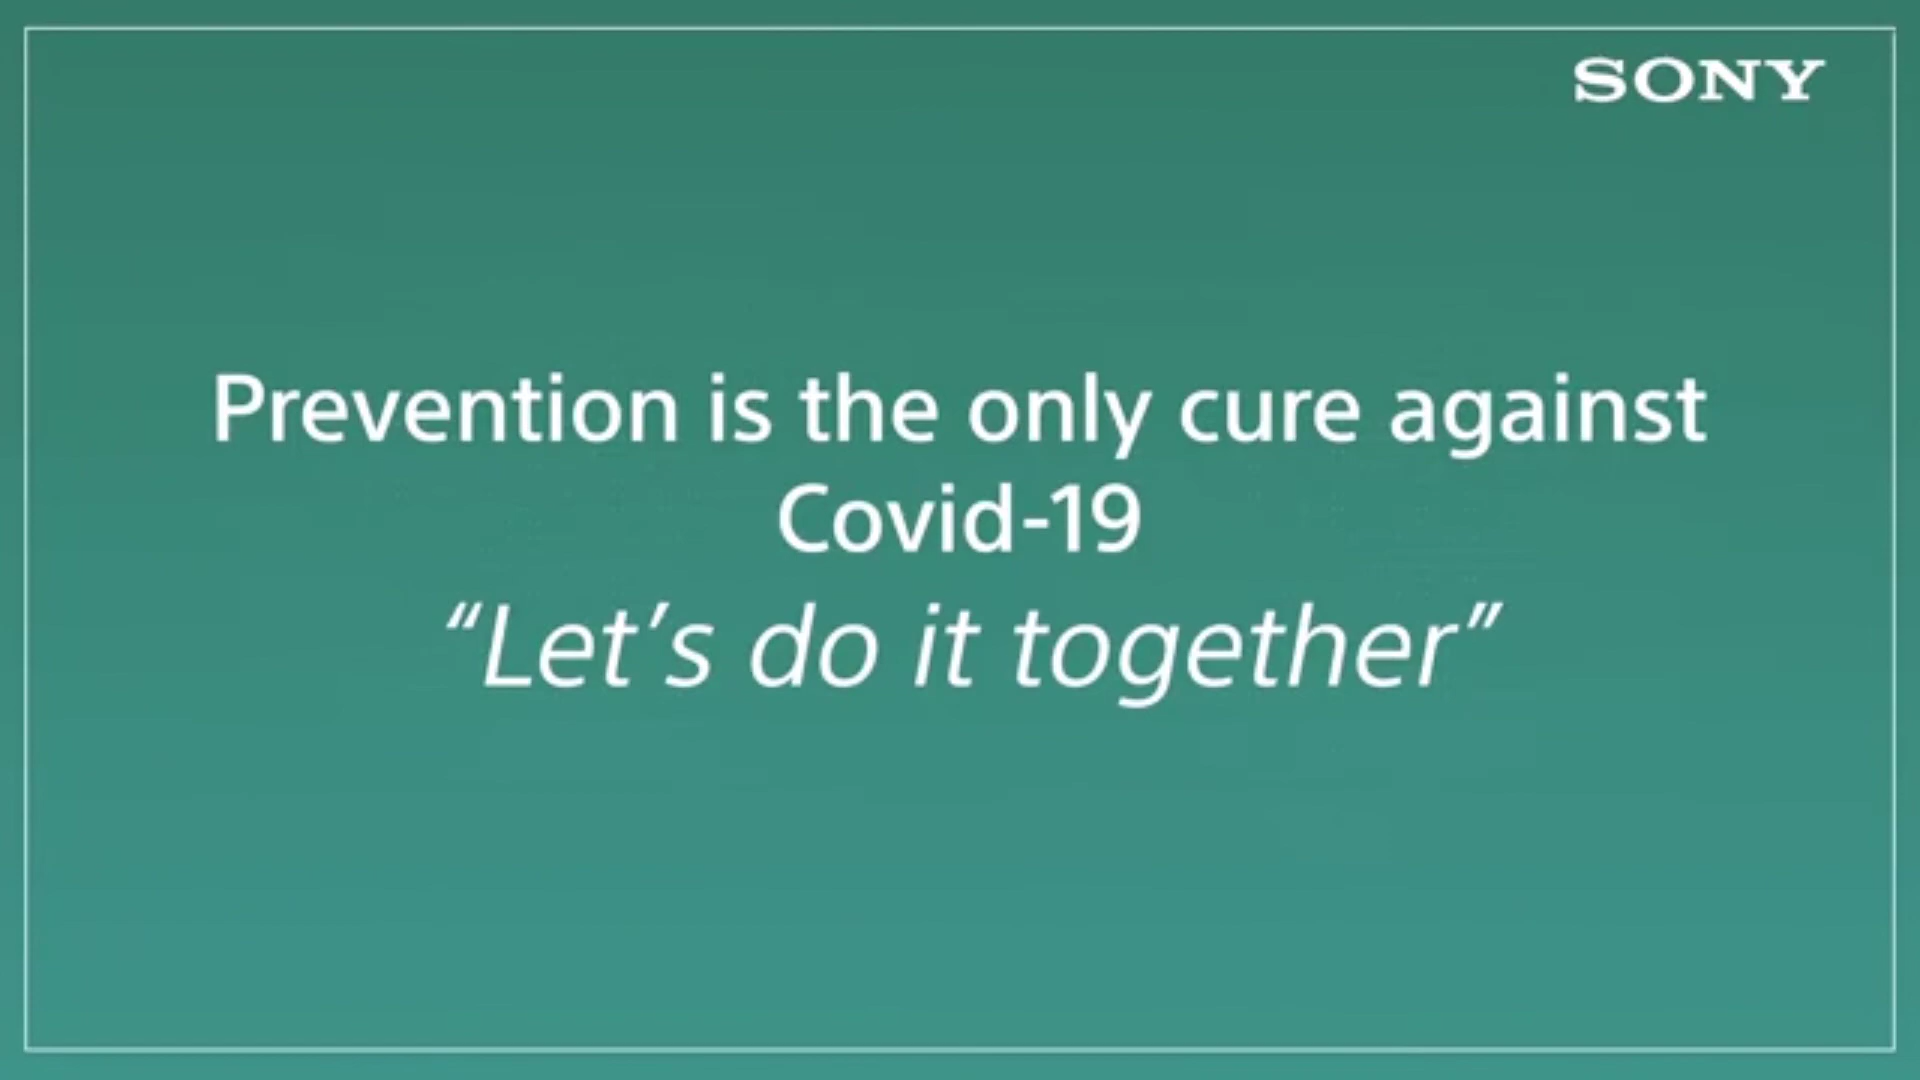 SONY
Prevention is the only cure against
Covid-19
“Let’s do it together”